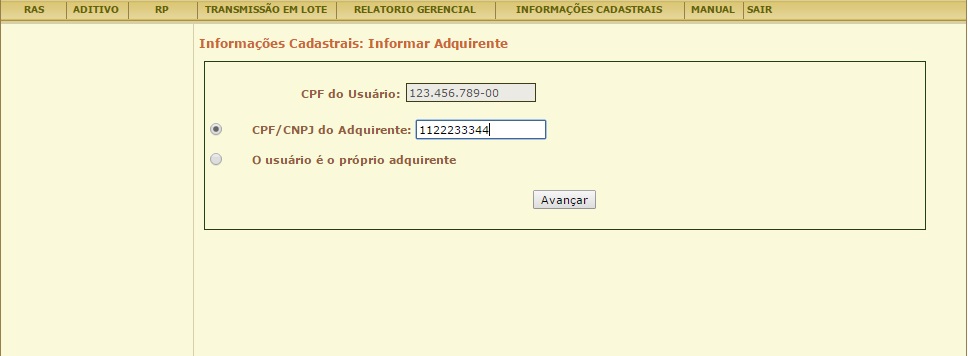 RAS ADITIVO RP TRANSMISSÃO EM LOTE RELATORIO GERENCIAL INFORMAÇÕES CADASTRAIS MANUAL SAIR
Informações Cadastrais: Informar Adquirente
CPF do Usuário: 123.456.789-00
CPF/CNPJ do Adquirente: 1122233344
O usuário é o próprio adquirente
Avançar